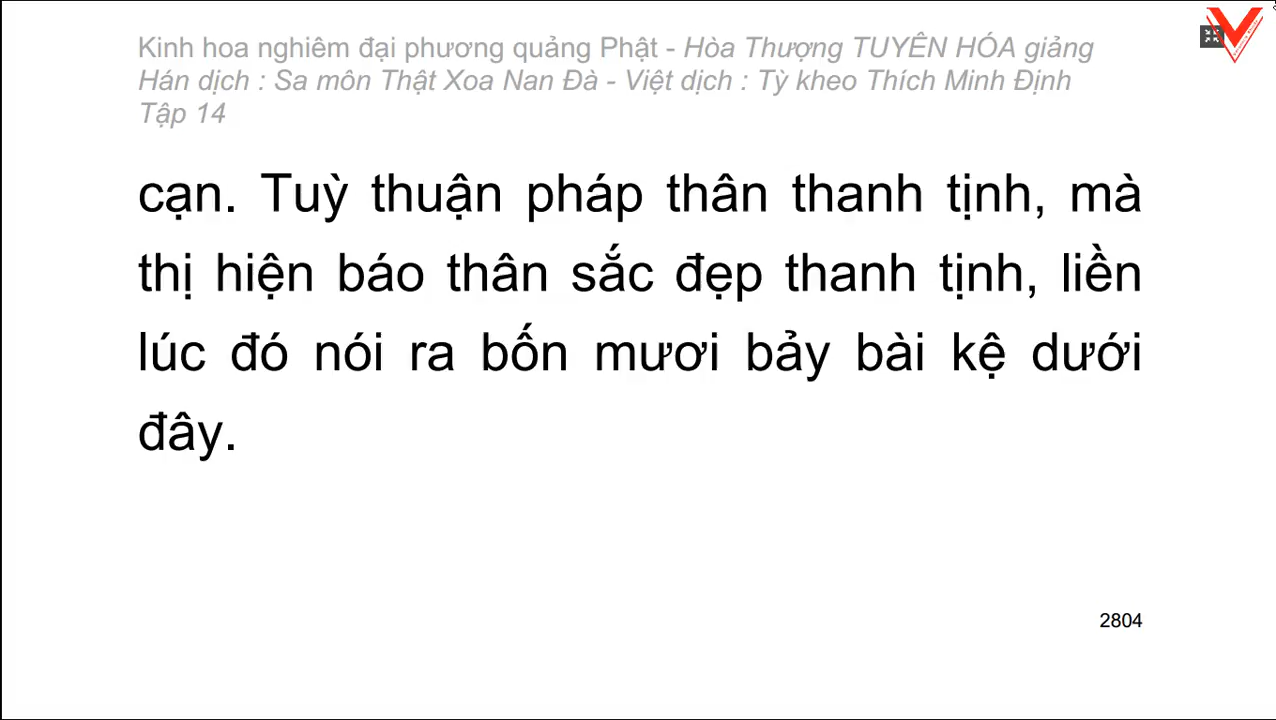 Kinh hoa nghiêm đại phương quảng Phật - Hòa Thượng TUYÊN HÓA giảng
Hán dịch : Sa môn Thật Xoa Nan Đà - Việt dịch : Tỳ kheo Thích Minh Định
Tập 14
cạn. Tuỳ thuận pháp thân thanh tịnh, mà
thị hiện báo thân sắc đẹp thanh tịnh, liền
lúc đó nói ra bốn mươi bảy bài kệ dưới
đây.
2804